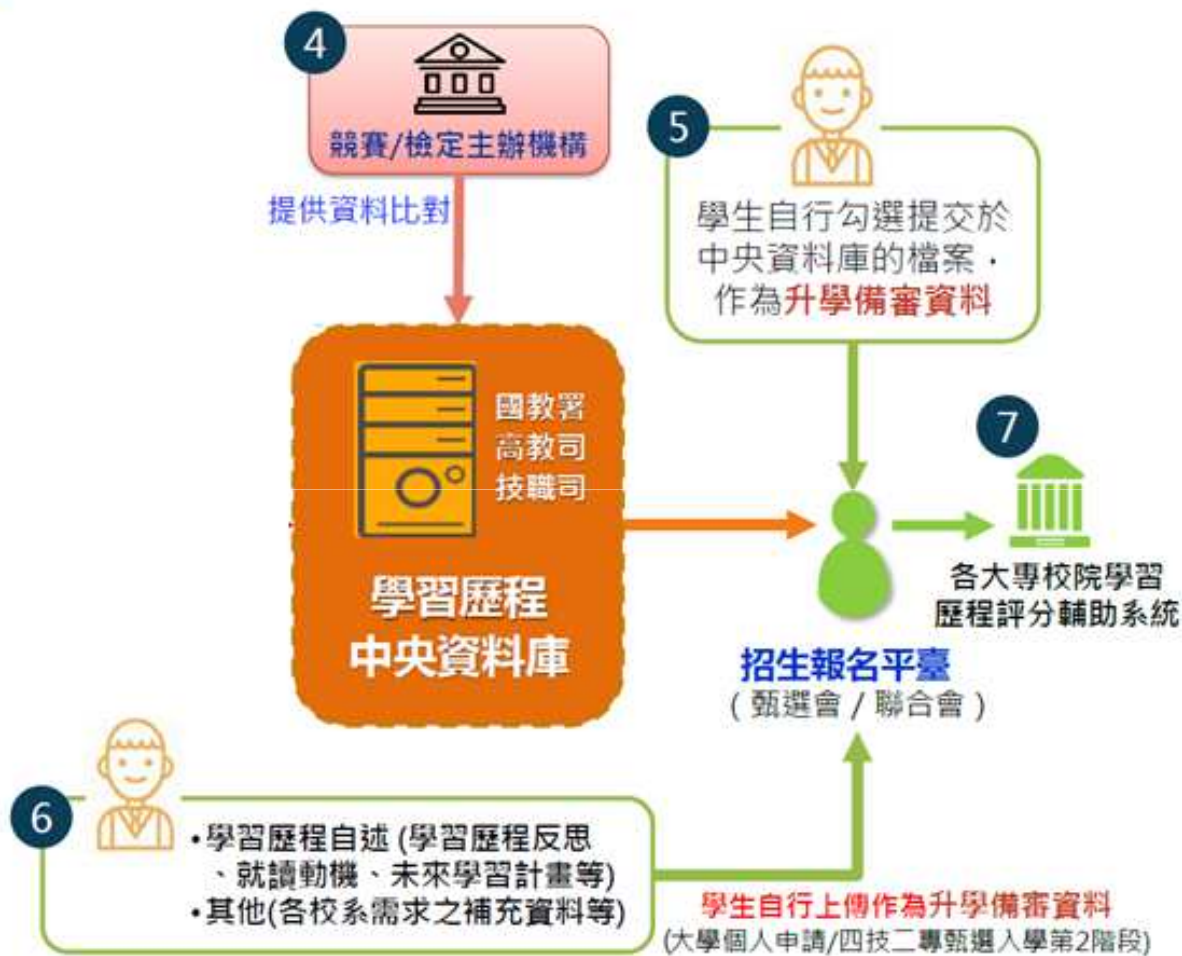 4
競賽/檢定主辦機構
提供資料比對
5
學生自行勾選提交於
中央資料庫的檔案，
作為升學備審資料
國教署
高教司
技職司
學習歷程
中央資料庫
7
各大專校院學習
歷程評分輔助系統
招生報名平臺
( 甄選會 / 聯合會 )
6
•學習歷程自述 (學習歷程反思
、就讀動機、未來學習計畫等)
•其他(各校系需求之補充資料等)
學生自行上傳作為升學備審資料
(大學個人申請/四技二專甄選入學第2階段)